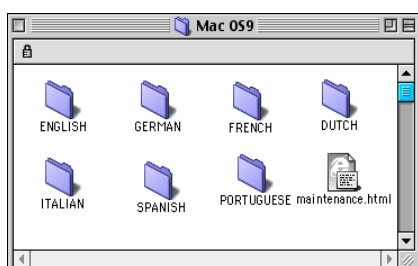 Mac OS9
ENGLISH
GERMAN
FRENCH
DUTCH
ITALIAN
SPANISH
PORTUGUESE
maintenance.html